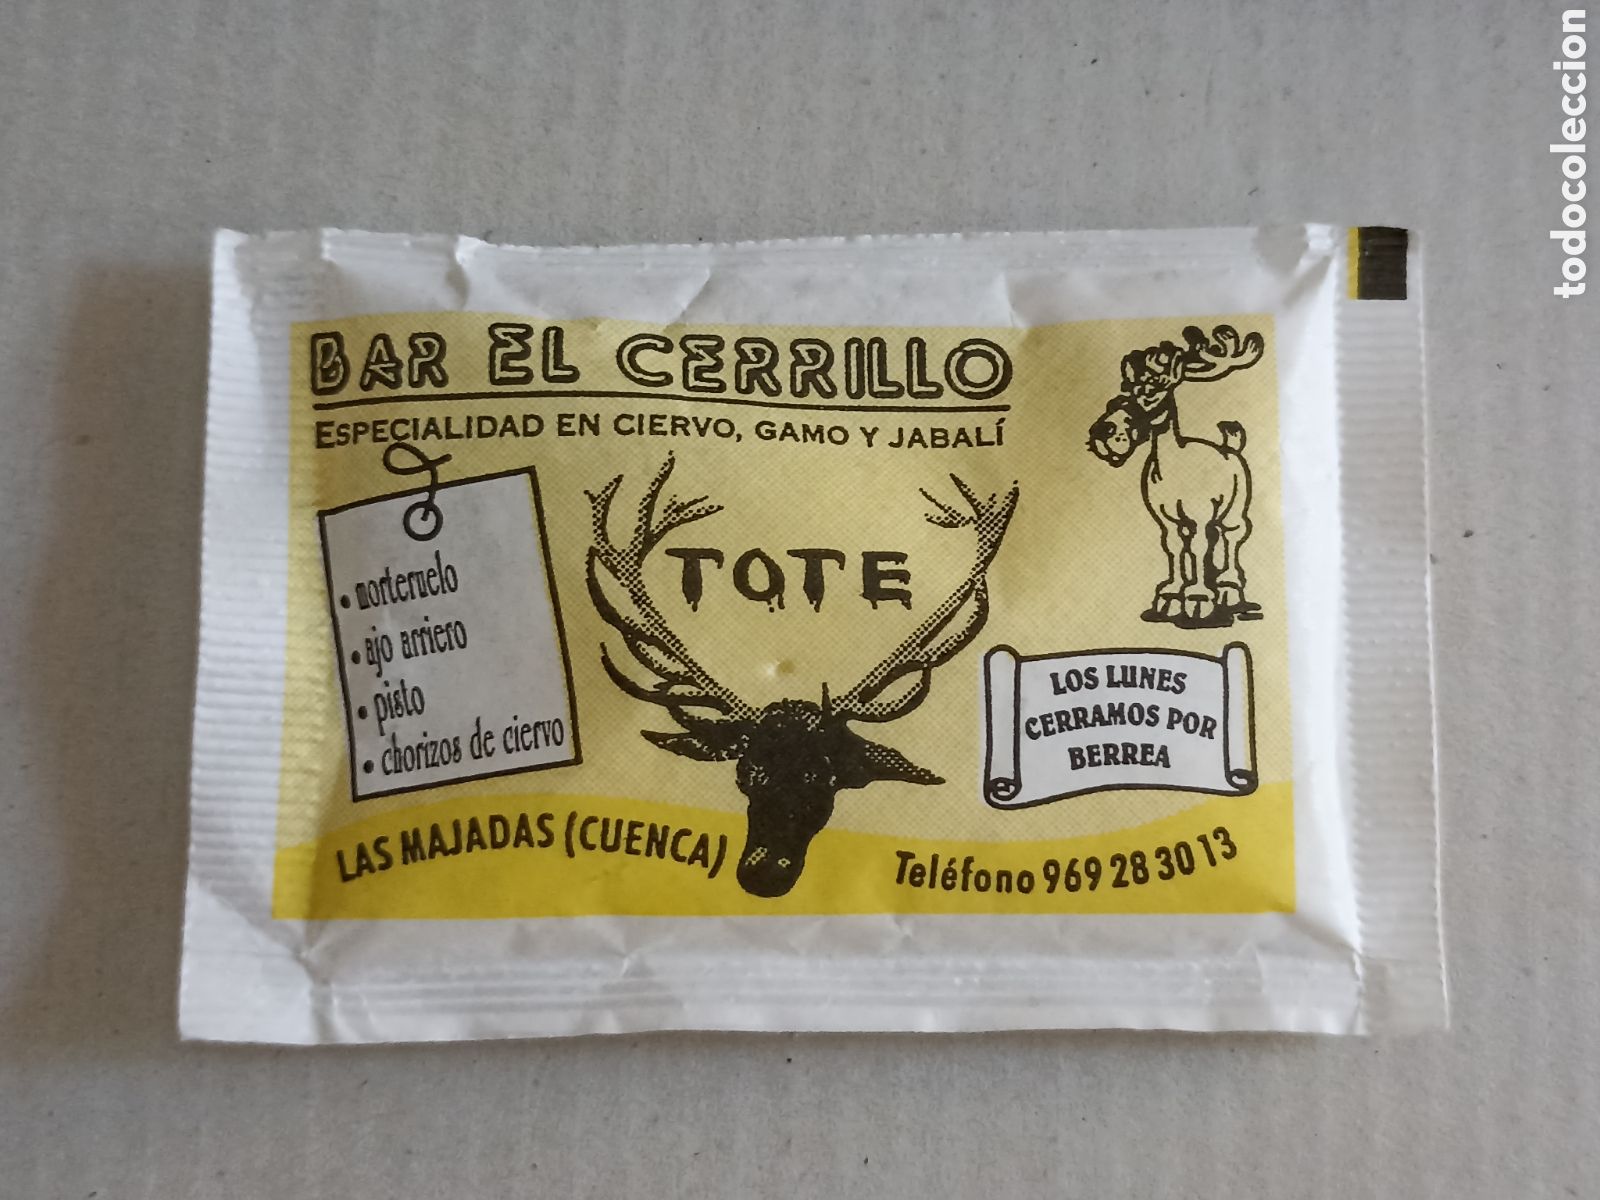 BAR EL CERRILLO
ESPECIALIDAD EN CIERVO, GAMO Y JABALÍ
• morteruelo
• ajo arriero
• pisto
• chorizos de ciervo
TOTE
LOS LUNES
CERRAMOS POR
BERREA
LAS MAJADAS (CUENCA)
Teléfono 969 28 30 13
todocoleccion